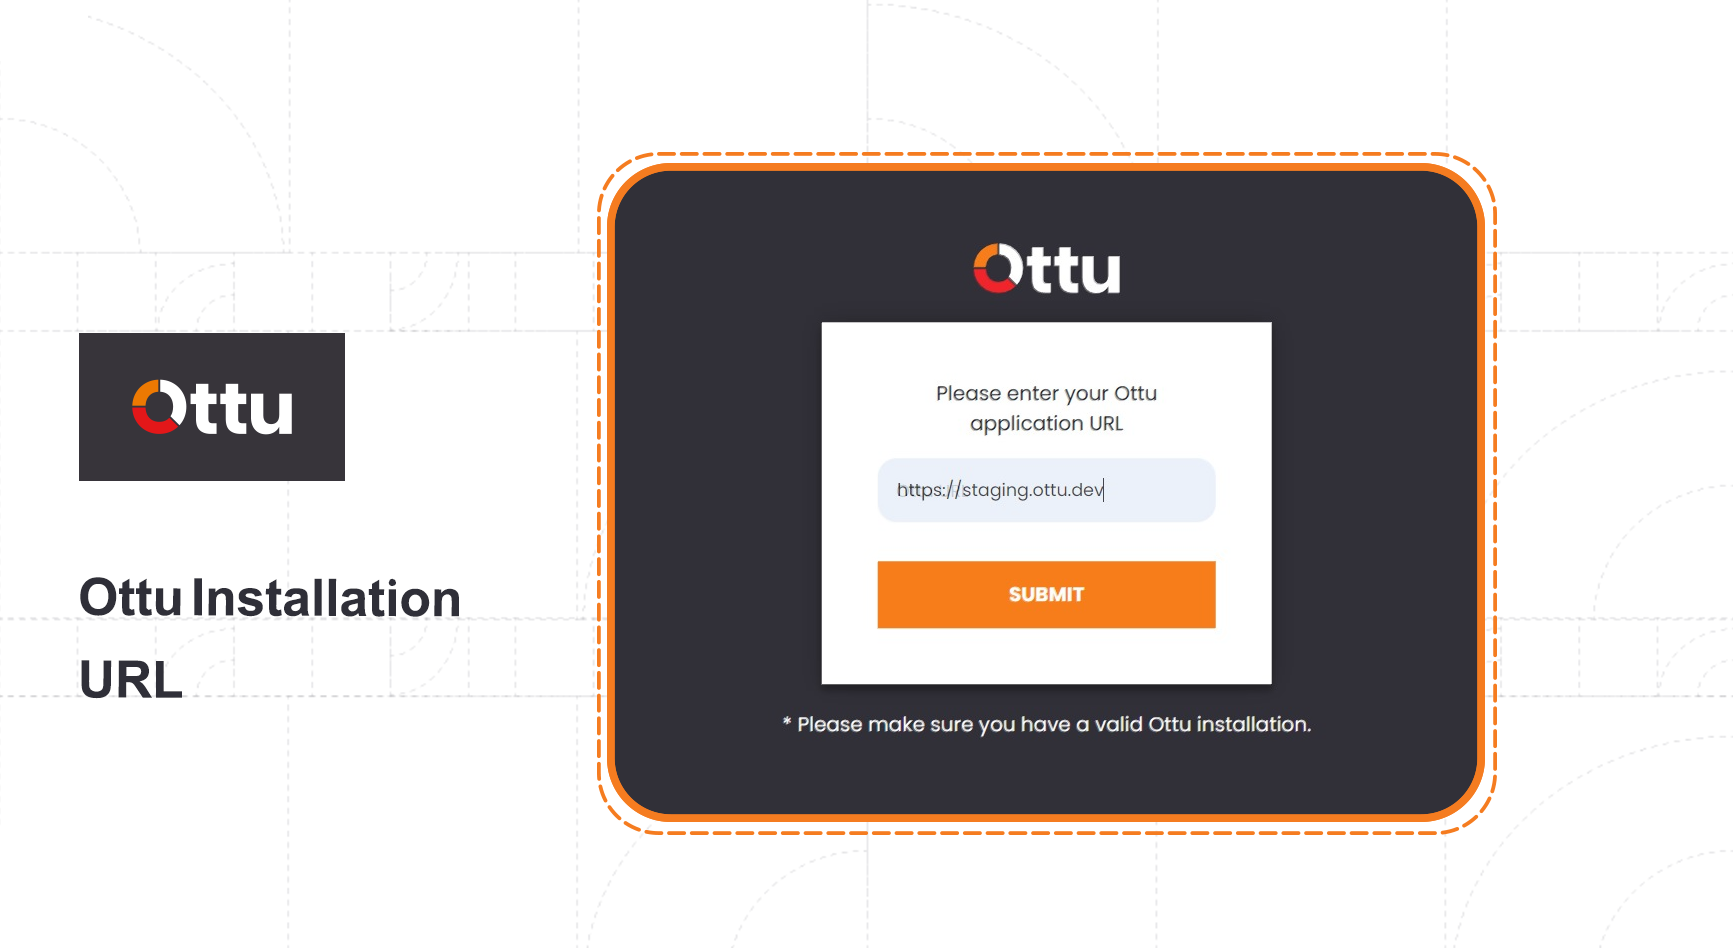 Ottu
Ottu Installation
URL
Ottu
Please enter your Ottu
application URL
https://staging.ottu.dev
SUBMIT
* Please make sure you have a valid Ottu installation.